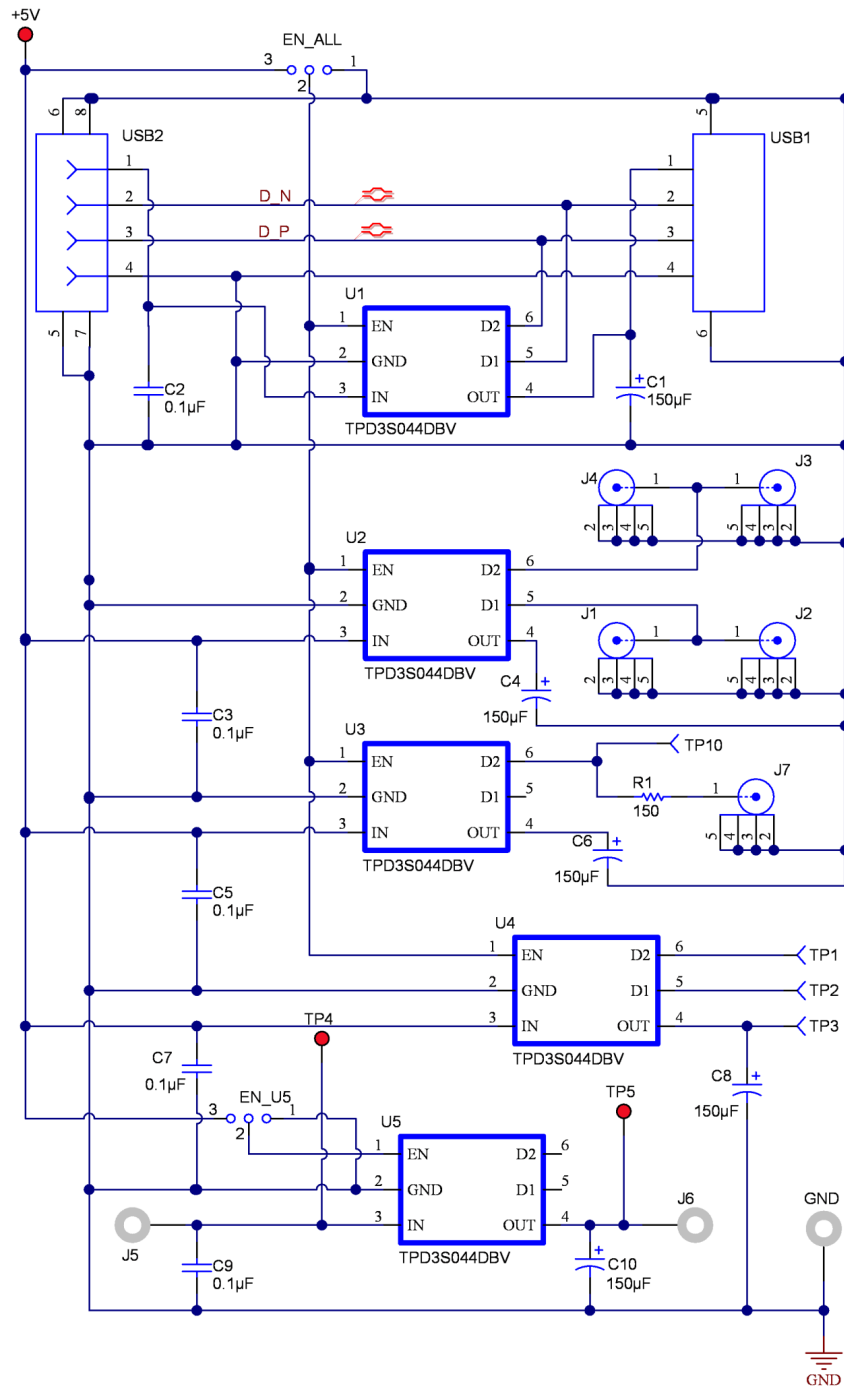 +5V
EN_ALL
3
1
2
6
8
USB2
5
USB1
1
1
2
D_N
2
3
D_P
3
4
4
5
7
6
U1
1 EN D2 6
2 GND D1 5
3 IN OUT 4
TPD3S044DBV
C2
0.1µF
+
C1
150µF
J4
1
1
J3
2
3
4
5
5
4
3
2
U2
1 EN D2 6
2 GND D1 5
3 IN OUT 4
TPD3S044DBV
J1
1
1
J2
2
3
4
5
5
4
3
2
C4
+
150µF
C3
0.1µF
U3
1 EN D2 6
2 GND D1 5
3 IN OUT 4
TPD3S044DBV
TP10
R1
150
1
J7
5
4
3
2
C6
+
150µF
C5
0.1µF
U4
1 EN D2 6
2 GND D1 5
3 IN OUT 4
TPD3S044DBV
TP1
TP2
TP3
TP4
C7
0.1µF
C8
+
150µF
EN_U5
3
1
2
TP5
U5
1 EN D2 6
2 GND D1 5
3 IN OUT 4
TPD3S044DBV
J5
J6
GND
C9
0.1µF
+
C10
150µF
GND